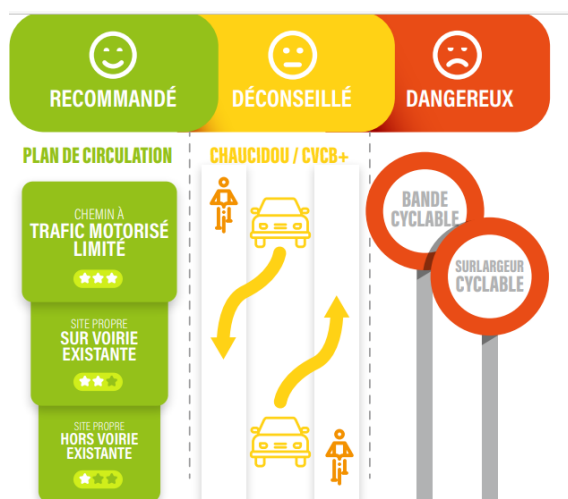 RECOMMANDÉ
DÉCONSEILLÉ
DANGEREUX
PLAN DE CIRCULATION
CHEMIN À
TRAFIC MOTORISÉ
LIMITÉ
SITE PROPRE
SUR VOIRIE
EXISTANTE
SITE PROPRE
HORS VOIRIE
EXISTANTE
CHAUCIDOU / CVCB+
BANDE
CYCLABLE
SURLARGEUR
CYCLABLE